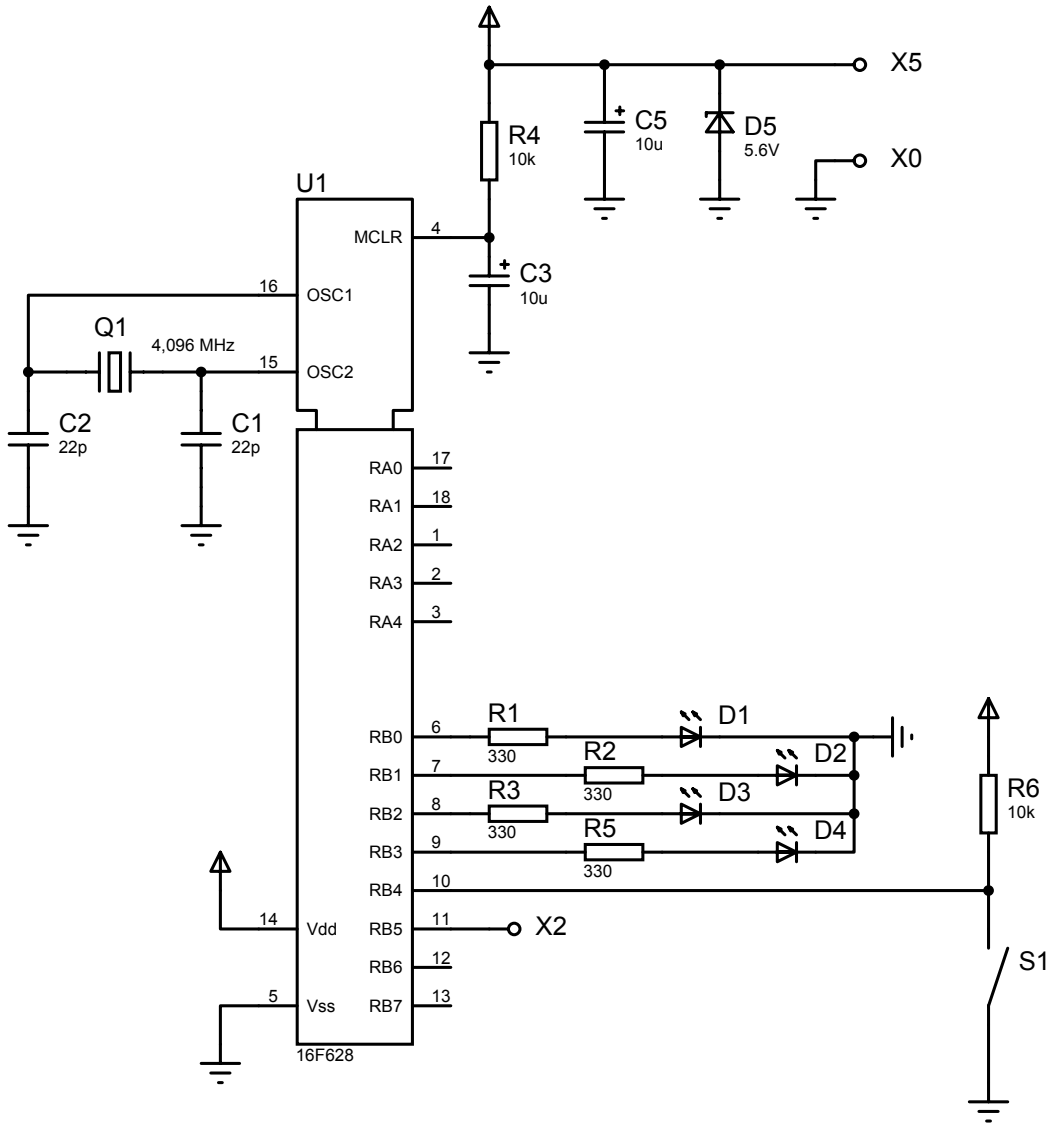 X5
C5
10u
D5
5.6V
R4
10k
X0
U1
MCLR
4
C3
10u
16
OSC1
Q1
4,096 MHz
15
OSC2
C2
22p
C1
22p
RA0
17
RA1
18
RA2
1
RA3
2
RA4
3
RB0
6
R1
330
D1
RB1
7
R2
330
D2
RB2
8
R3
330
D3
RB3
9
R5
330
D4
R6
10k
RB4
10
14
Vdd
RB5
11
X2
RB6
12
S1
5
Vss
RB7
13
16F628